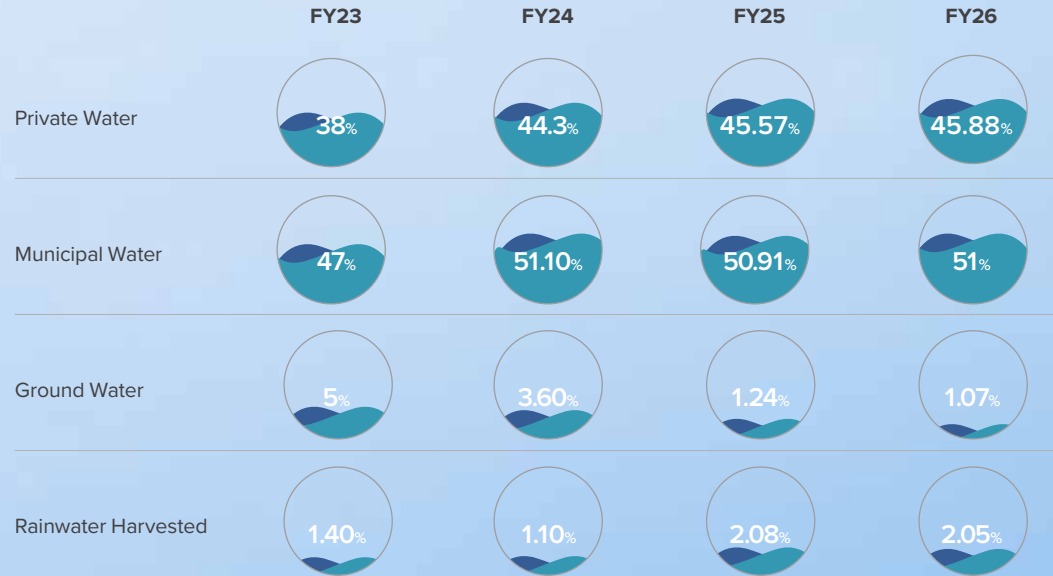 FY23 FY24 FY25 FY26
Private Water 38% 44.3% 45.57% 45.88%
Municipal Water 47% 51.10% 50.91% 51%
Ground Water 5% 3.60% 1.24% 1.07%
Rainwater Harvested 1.40% 1.10% 2.08% 2.05%